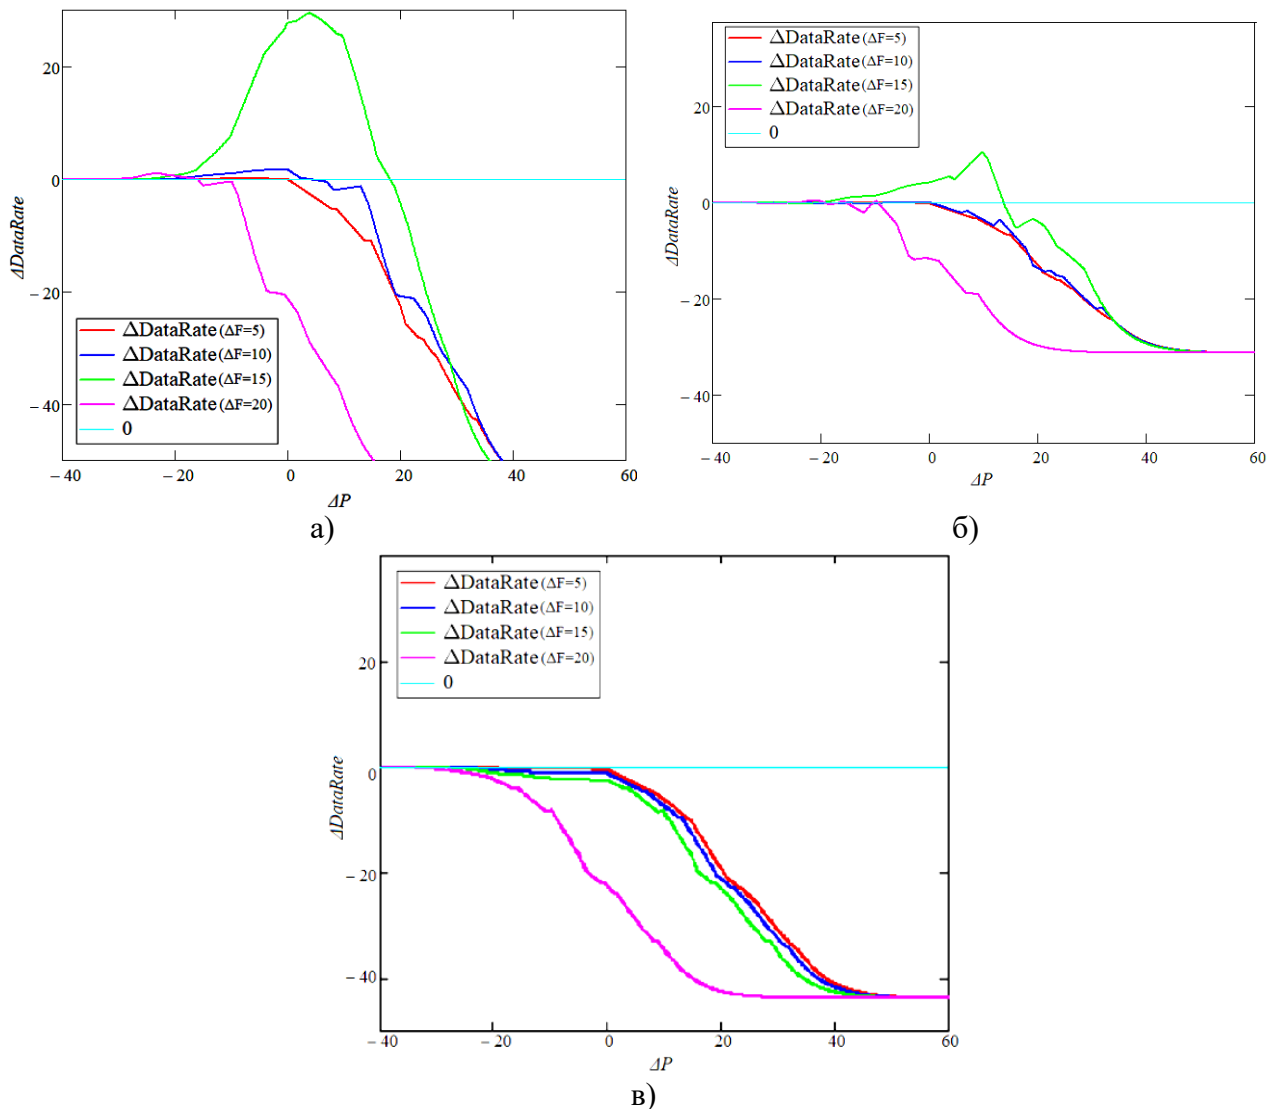 20
0
−20
−40
ΔDataRate
ΔDataRate(ΔF=5)
ΔDataRate(ΔF=10)
ΔDataRate(ΔF=15)
ΔDataRate(ΔF=20)
0
−40 −20 0 20 40 60
ΔP
а)
ΔDataRate(ΔF=5)
ΔDataRate(ΔF=10)
ΔDataRate(ΔF=15)
ΔDataRate(ΔF=20)
0
20
0
−20
−40
ΔDataRate
−40 −20 0 20 40 60
ΔP
б)
ΔDataRate(ΔF=5)
ΔDataRate(ΔF=10)
ΔDataRate(ΔF=15)
ΔDataRate(ΔF=20)
0
20
0
−20
−40
ΔDataRate
−40 −20 0 20 40 60
ΔP
в)